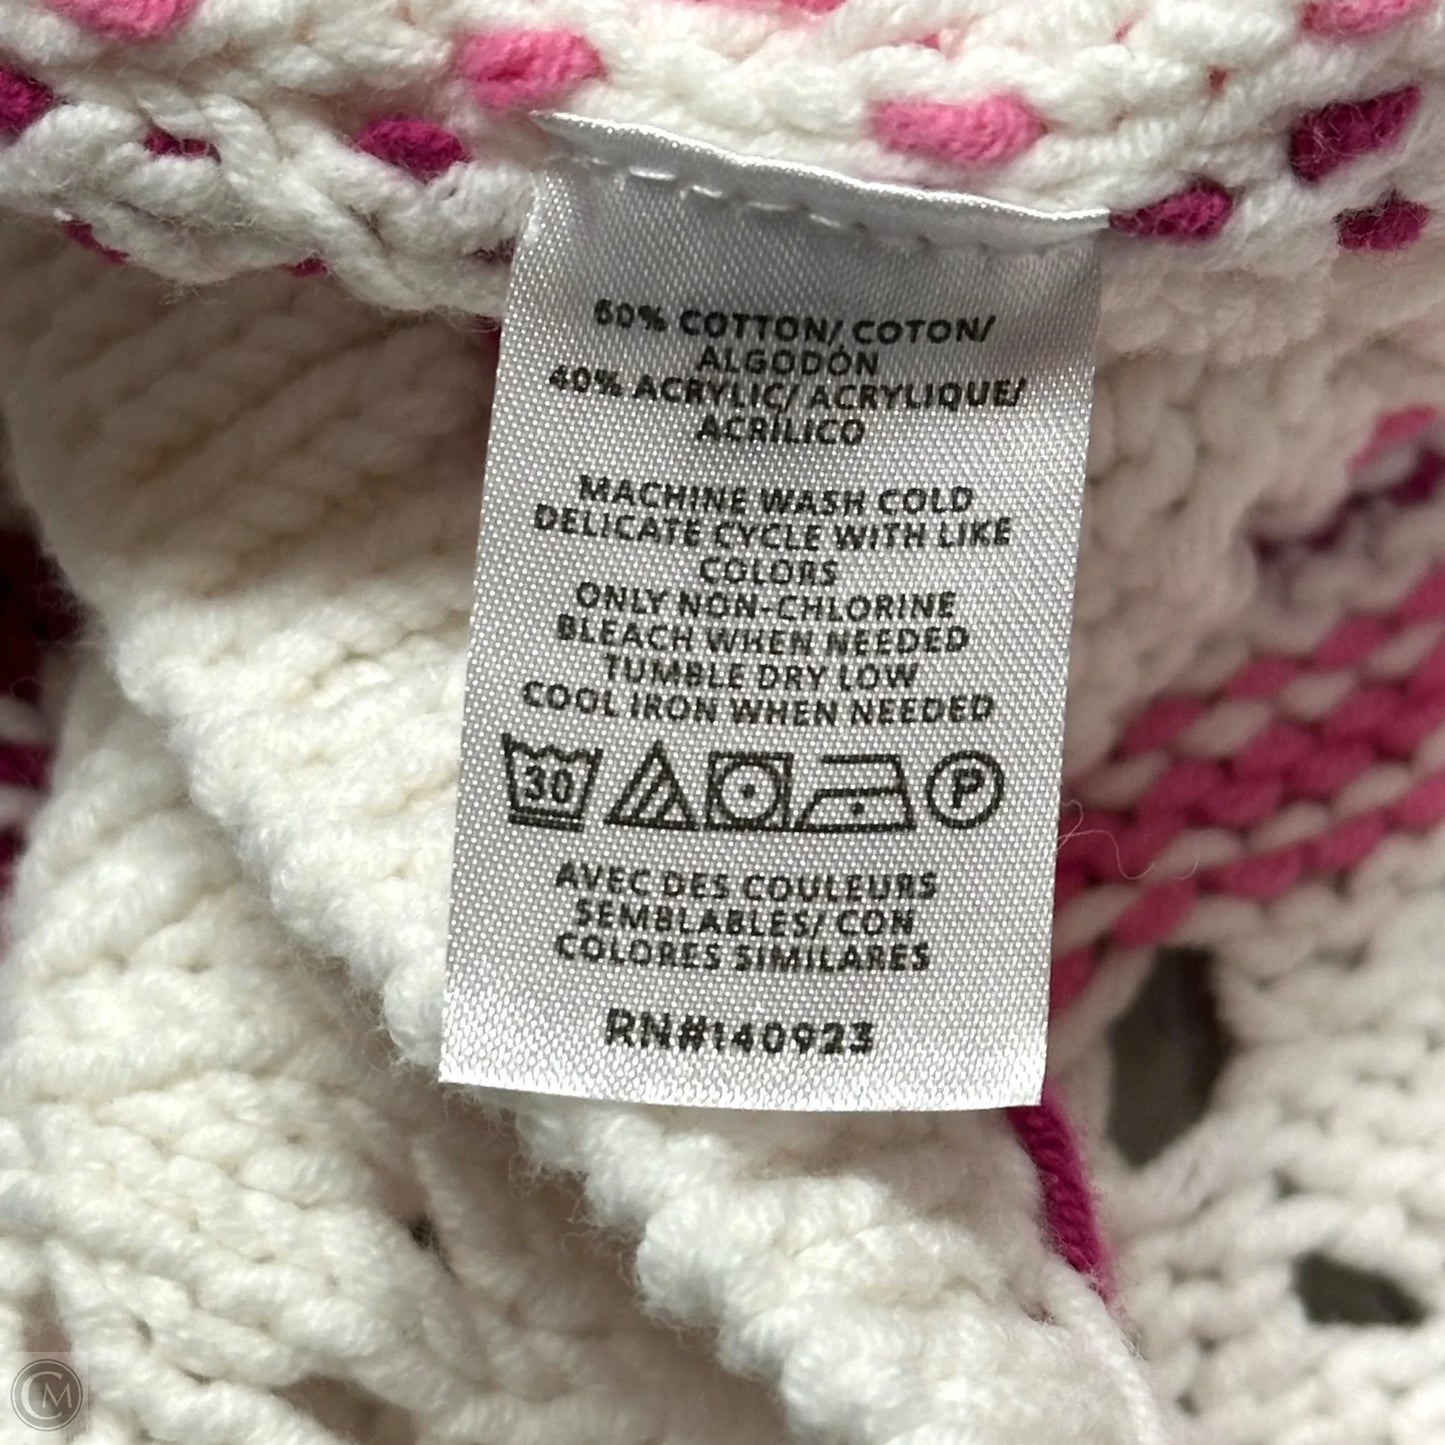 60% COTTON/ COTON/
ALGODÓN
40% ACRYLIC/ ACRYLIQUE/
ACRÍLICO
MACHINE WASH COLD
DELICATE CYCLE WITH LIKE
COLORS
ONLY NON-CHLORINE
BLEACH WHEN NEEDED
TUMBLE DRY LOW
COOL IRON WHEN NEEDED
30 P
AVEC DES COULEURS
SEMBLABLES/ CON
COLORES SIMILARES
RN#140923
CM